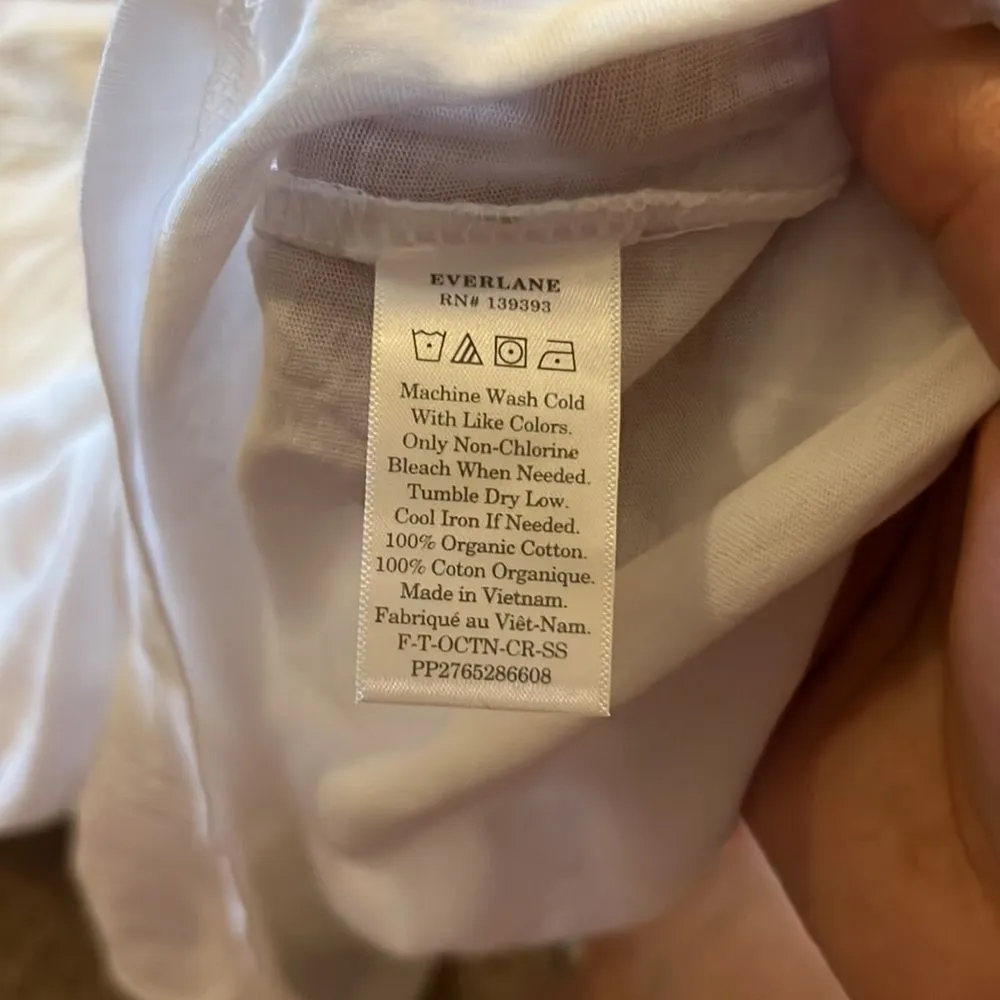 EVERLANE
RN# 139393
Machine Wash Cold
With Like Colors.
Only Non-Chlorine
Bleach When Needed.
Tumble Dry Low.
Cool Iron If Needed.
100% Organic Cotton.
100% Coton Organique.
Made in Vietnam.
Fabriqué au Viêt-Nam.
F-T-OCTN-CR-SS
PP2765286608